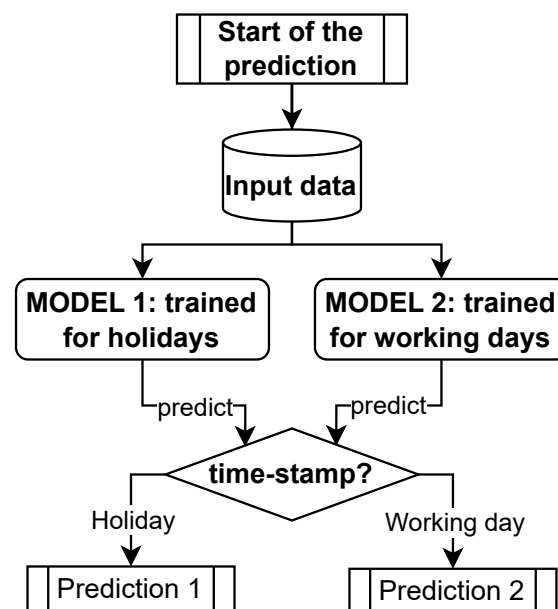 Start of the
prediction
Input data
MODEL 1: trained
for holidays
MODEL 2: trained
for working days
predict
predict
time-stamp?
Holiday
Working day
Prediction 1
Prediction 2